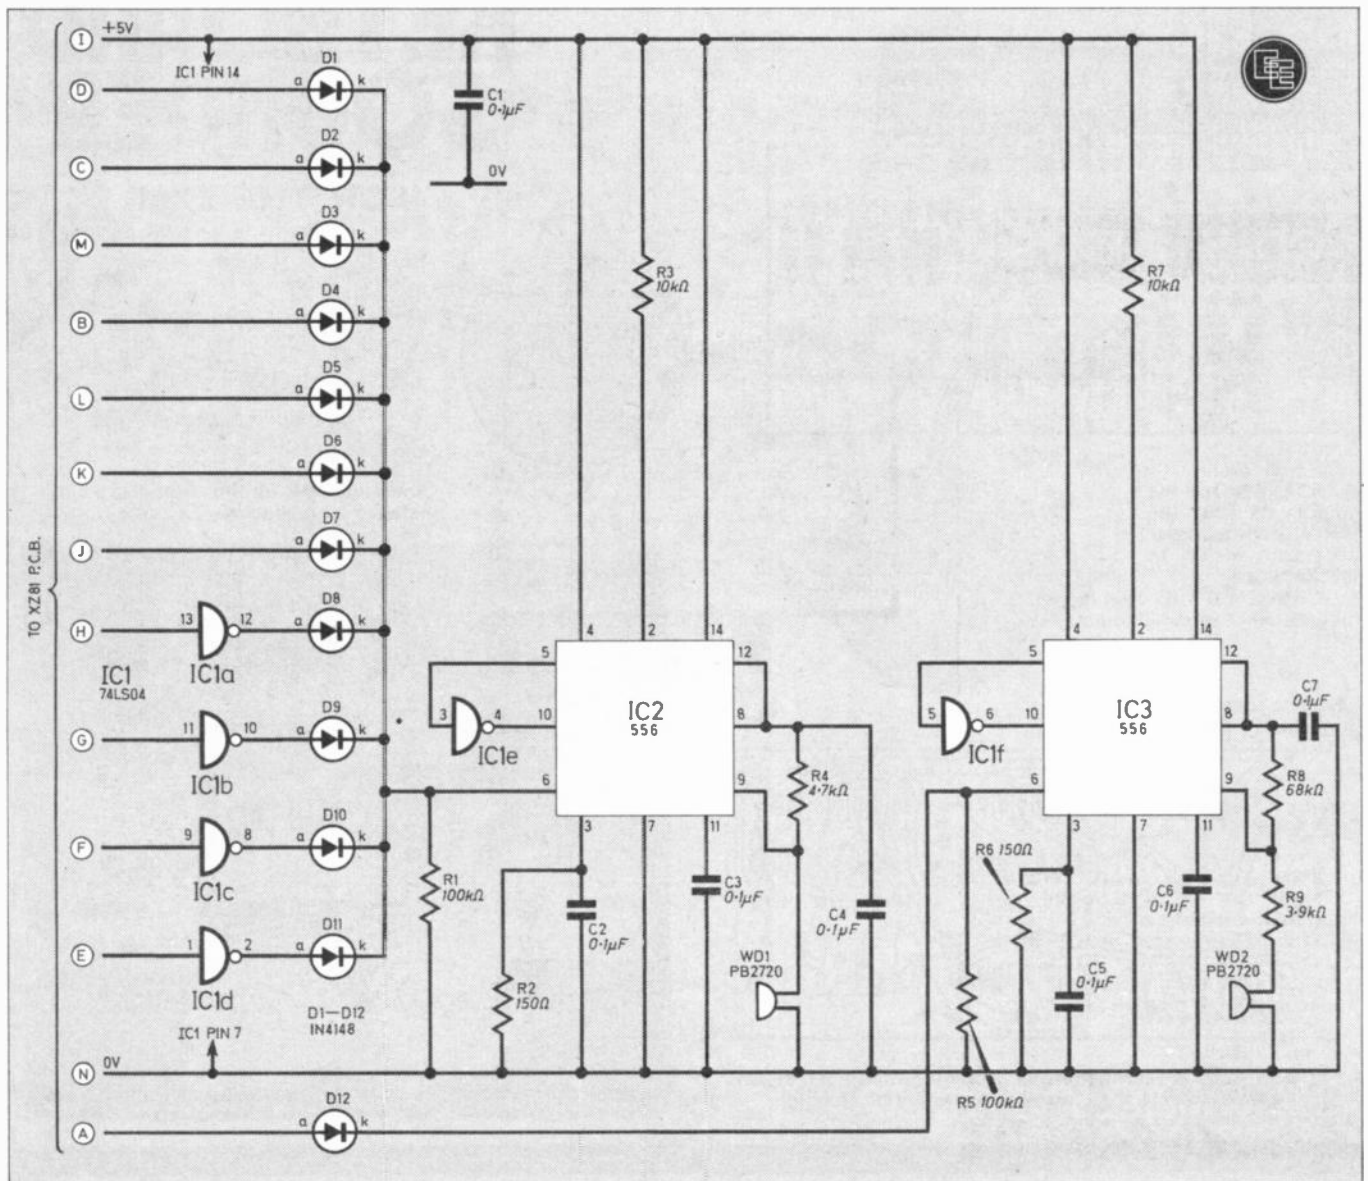 I
+5V
IC1 PIN 14
D
a
D1
k
C1
0·1µF
0V
C
a
D2
k
M
a
D3
k
B
a
D4
k
R3
10kΩ
R7
10kΩ
L
a
D5
k
K
a
D6
k
J
a
D7
k
TO XZ81 P.C.B.
H
13
12
IC1a
a
D8
k
IC1
74LS04
G
11
10
IC1b
a
D9
k
F
9
8
IC1c
a
D10
k
E
1
2
IC1d
a
D11
k
D1—D12
1N4148
IC1 PIN 7
N
0V
A
a
D12
k
R1
100kΩ
3
4
IC1e
4
2
14
5
12
10
8
6
9
3
7
11
IC2
556
R2
150Ω
C2
0·1µF
C3
0·1µF
R4
4·7kΩ
C4
0·1µF
WD1
PB2720
5
6
IC1f
4
2
14
5
12
10
8
6
9
3
7
11
IC3
556
R6 150Ω
R5 100kΩ
C5
0·1µF
C6
0·1µF
C7
0·1µF
R8
68kΩ
R9
3·9kΩ
WD2
PB2720